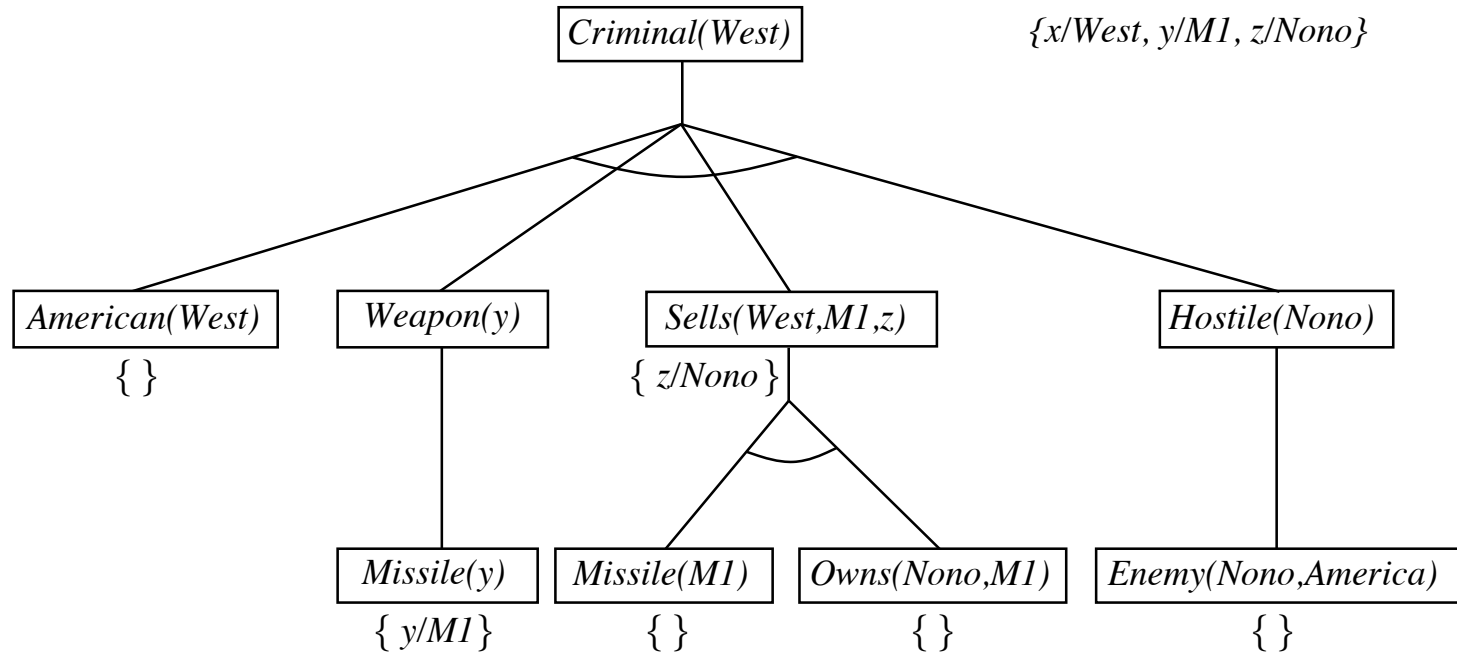 Criminal(West)
{x/West, y/M1, z/Nono}
American(West)
Weapon(y)
Sells(West,M1,z)
Hostile(Nono)
{ }
{ z/Nono }
Missile(y)
Missile(M1)
Owns(Nono,M1)
Enemy(Nono,America)
{ y/M1}
{ }
{ }
{ }